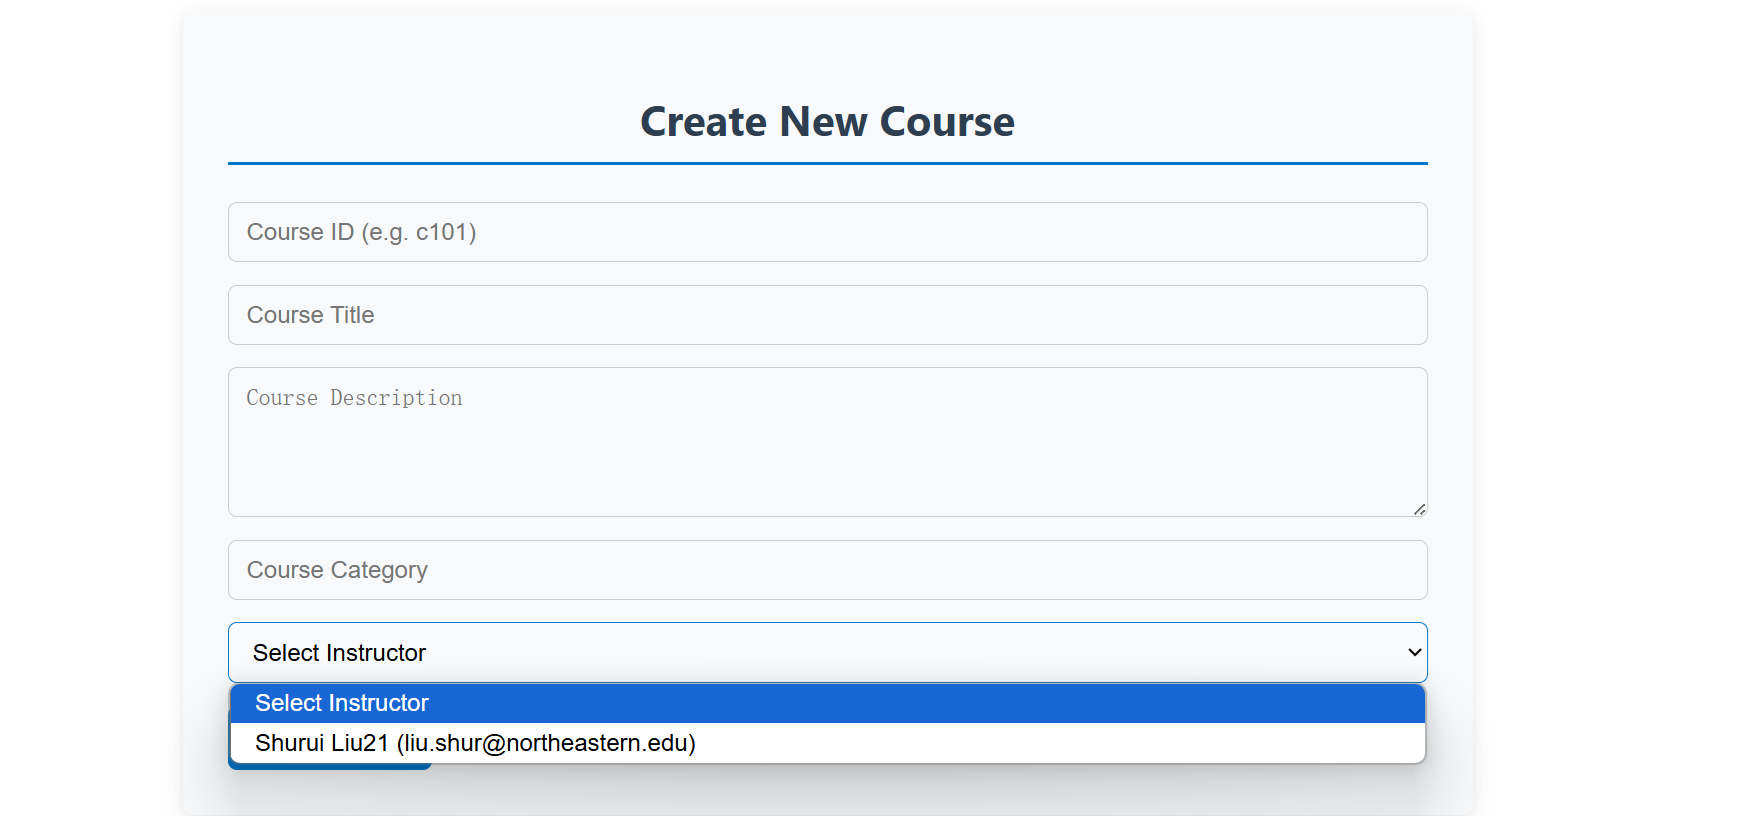 Create New Course
Course ID (e.g. c101)
Course Title
Course Description
Course Category
Select Instructor
Select Instructor
Shurui Liu21 (liu.shur@northeastern.edu)